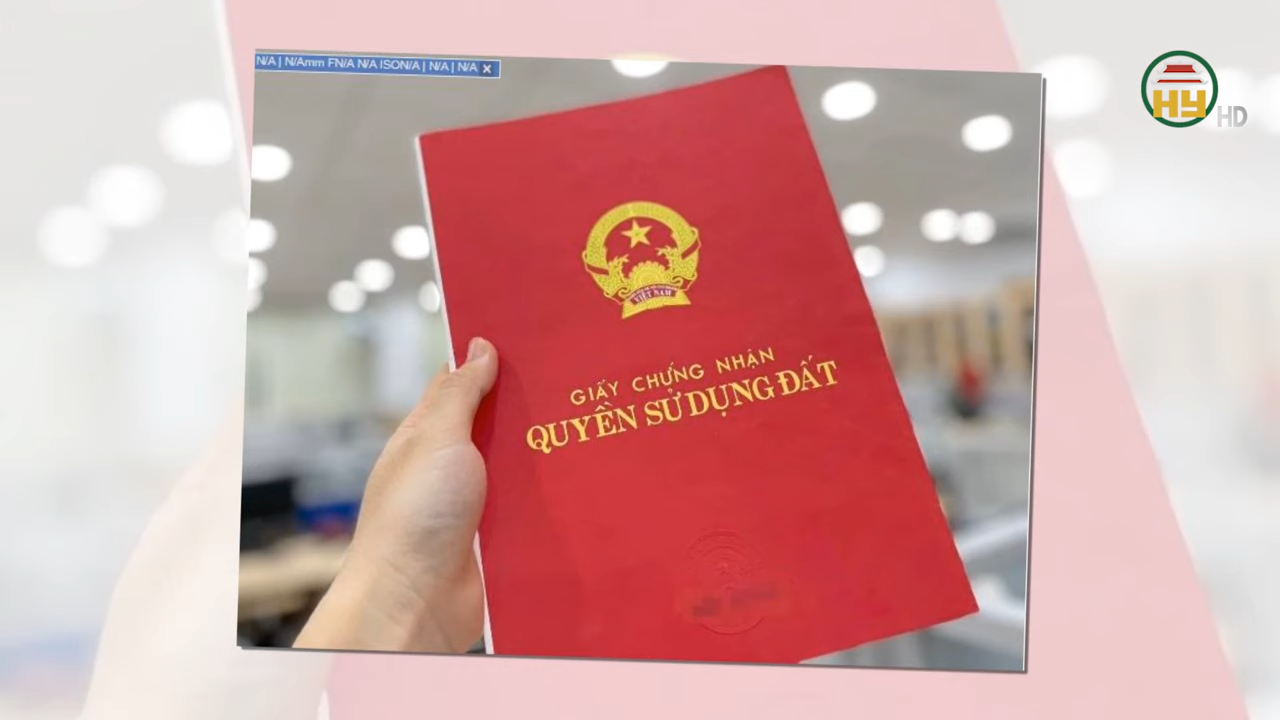 N/A | N/Amm FN/A N/A ISON/A | N/A | N/A
HY HD
VIỆT NAM
GIẤY CHỨNG NHẬN
QUYỀN SỬ DỤNG ĐẤT